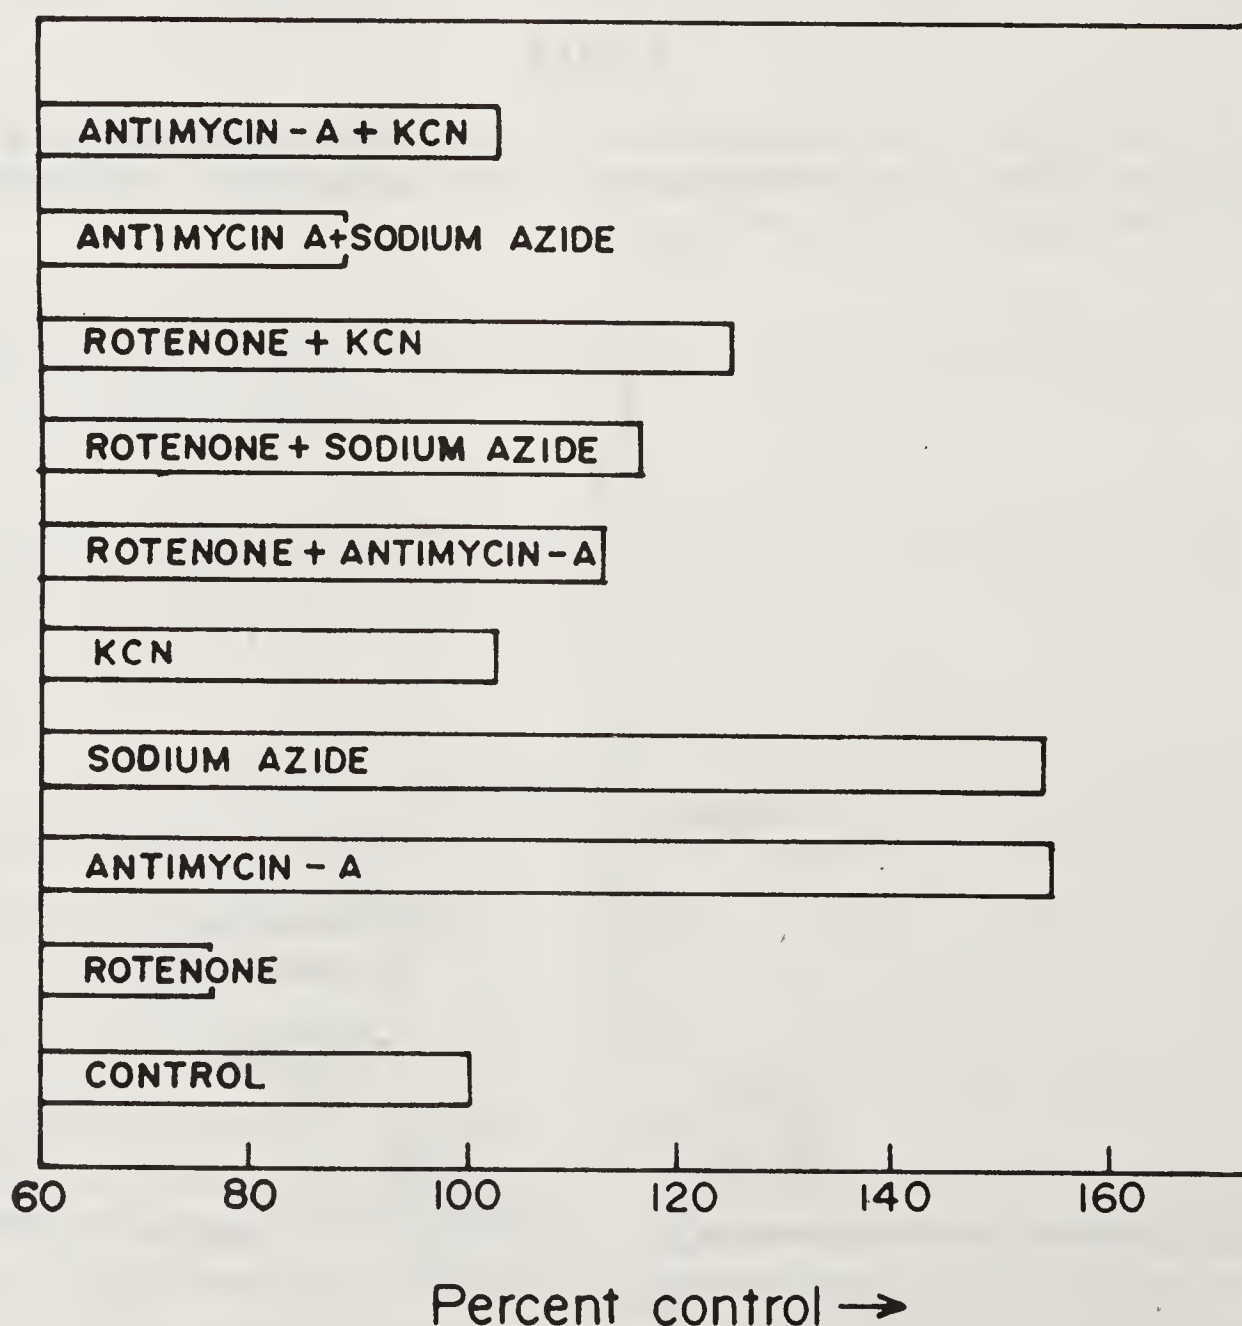 ANTIMYCIN-A + KCN
ANTIMYCIN A+SODIUM AZIDE
ROTENONE + KCN
ROTENONE + SODIUM AZIDE
ROTENONE + ANTIMYCIN-A
KCN
SODIUM AZIDE
ANTIMYCIN - A
ROTENONE
CONTROL
60 80 100 120 140 160
Percent control →